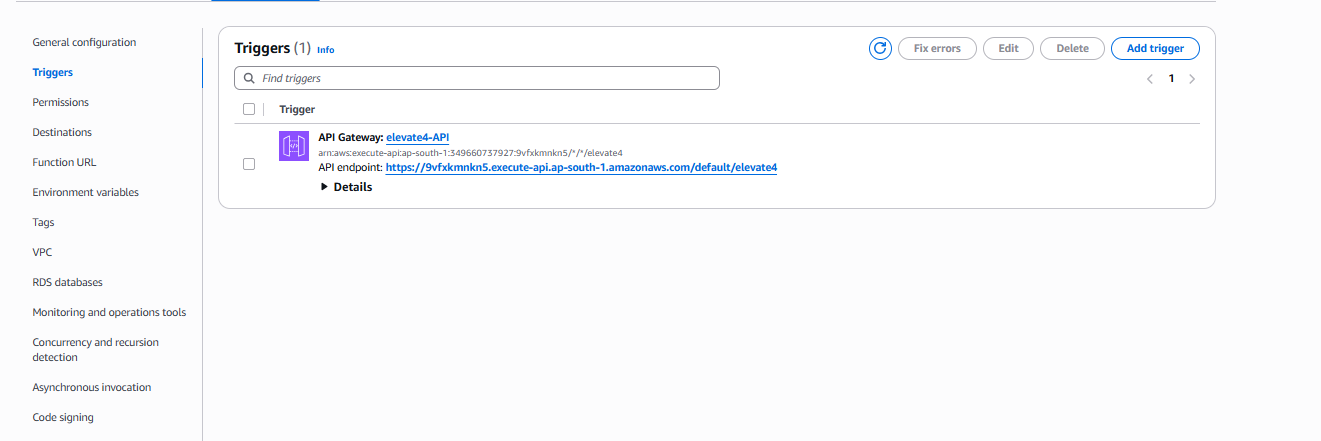 General configuration
Triggers
Permissions
Destinations
Function URL
Environment variables
Tags
VPC
RDS databases
Monitoring and operations tools
Concurrency and recursion
detection
Asynchronous invocation
Code signing
Triggers (1) Info
Fix errors
Edit
Delete
Add trigger
Find triggers
1
Trigger
API Gateway: elevate4-API
arn:aws:execute-api:ap-south-1:349660737927:9vfxkmnkn5/*/*/elevate4
API endpoint: https://9vfxkmnkn5.execute-api.ap-south-1.amazonaws.com/default/elevate4
Details